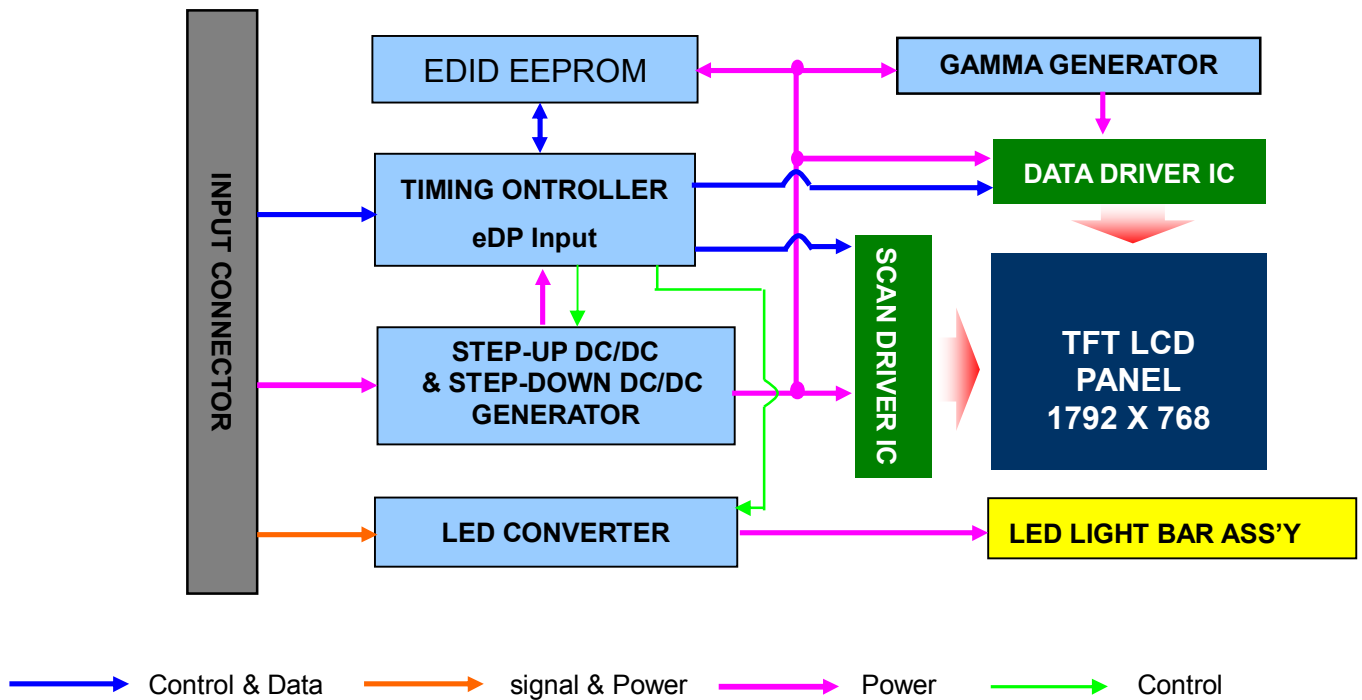 INPUT CONNECTOR
EDID EEPROM
GAMMA GENERATOR
TIMING ONTROLLER
eDP Input
DATA DRIVER IC
SCAN DRIVER IC
STEP-UP DC/DC
& STEP-DOWN DC/DC
GENERATOR
TFT LCD
PANEL
1792 X 768
LED CONVERTER
LED LIGHT BAR ASS’Y
Control & Data
signal & Power
Power
Control